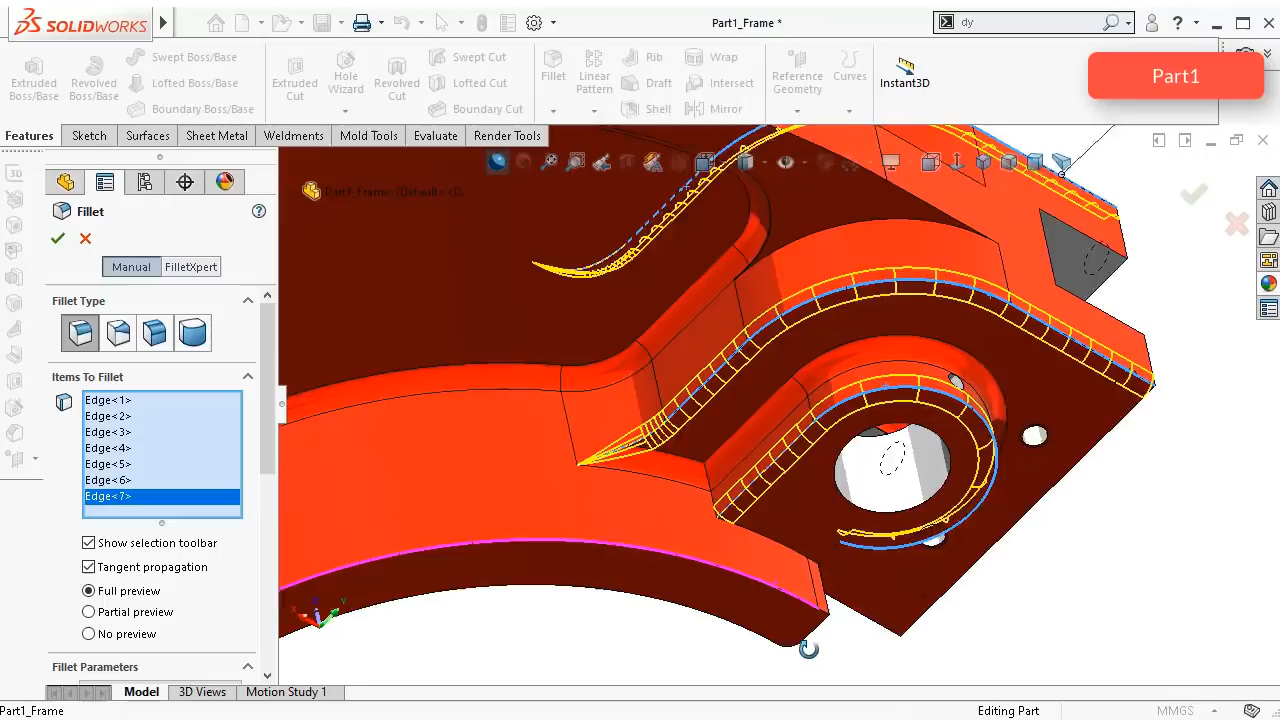 SOLIDWORKS
Part1_Frame *
dy
Part1
Extruded Boss/Base
Revolved Boss/Base
Swept Boss/Base
Lofted Boss/Base
Boundary Boss/Base
Extruded Cut
Hole Wizard
Revolved Cut
Swept Cut
Lofted Cut
Boundary Cut
Fillet
Linear Pattern
Rib
Draft
Shell
Wrap
Intersect
Mirror
Reference Geometry
Curves
Instant3D
Features
Sketch
Surfaces
Sheet Metal
Weldments
Mold Tools
Evaluate
Render Tools
Part1_Frame (Default<<D
Fillet
Manual
FilletXpert
Fillet Type
Items To Fillet
Edge<1>
Edge<2>
Edge<3>
Edge<4>
Edge<5>
Edge<6>
Edge<7>
Show selection toolbar
Tangent propagation
Full preview
Partial preview
No preview
Fillet Parameters
Model
3D Views
Motion Study 1
Part1_Frame
Editing Part
MMGS